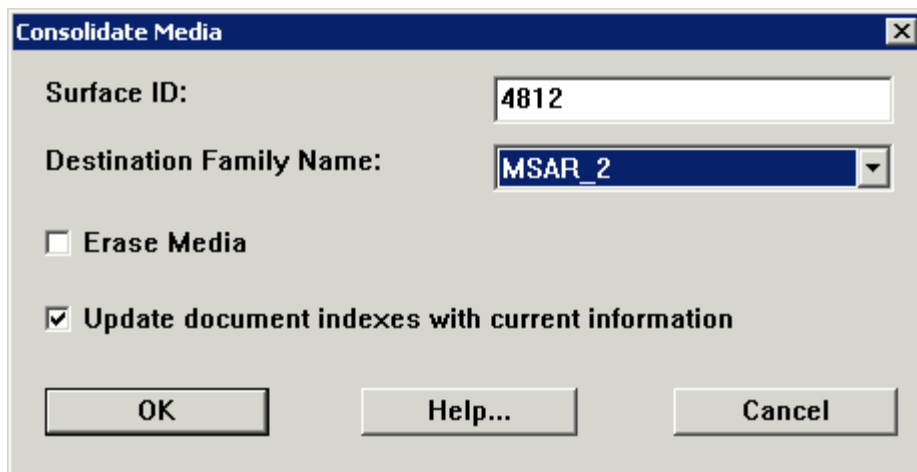 Consolidate Media
Surface ID: 4812
Destination Family Name: MSAR_2
Erase Media
Update document indexes with current information
OK Help... Cancel